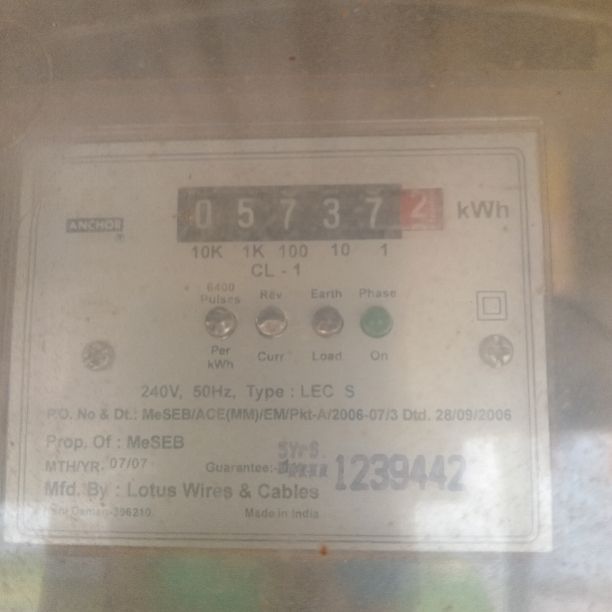 ANCHOR
0 5 7 3 7 2 kWh
10K 1K 100 10 1
CL - 1
6400 Pulses Per kWh
Rev Curr
Earth Load
Phase On
240V, 50Hz, Type : LEC S
P.O. No & Dt.: MeSEB/ACE(MM)/EM/Pkt-A/2006-07/3 Dtd. 28/09/2006
Prop. Of : MeSEB
5YrS.
MTH/YR. 07/07 Guarantee:- 1239442
Mfd. By : Lotus Wires & Cables
Daman-396210. Made in India